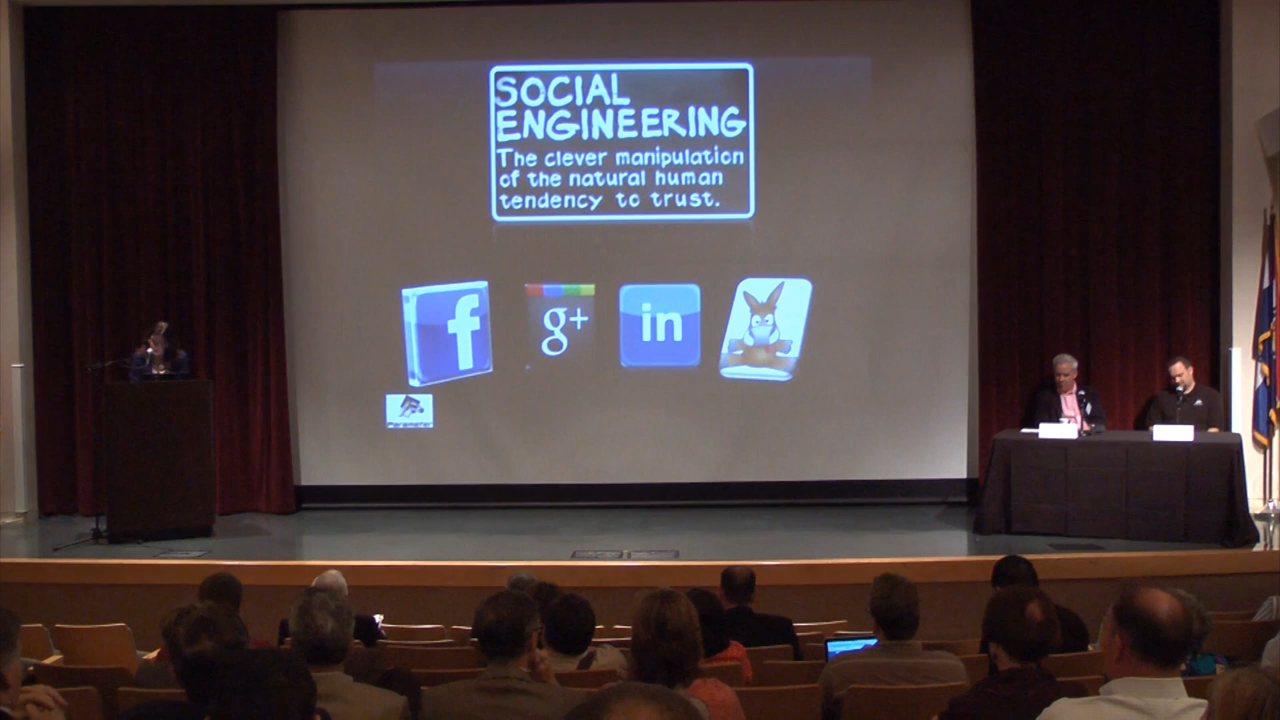 SOCIAL
ENGINEERING
The clever manipulation
of the natural human
tendency to trust.
f
g+
in